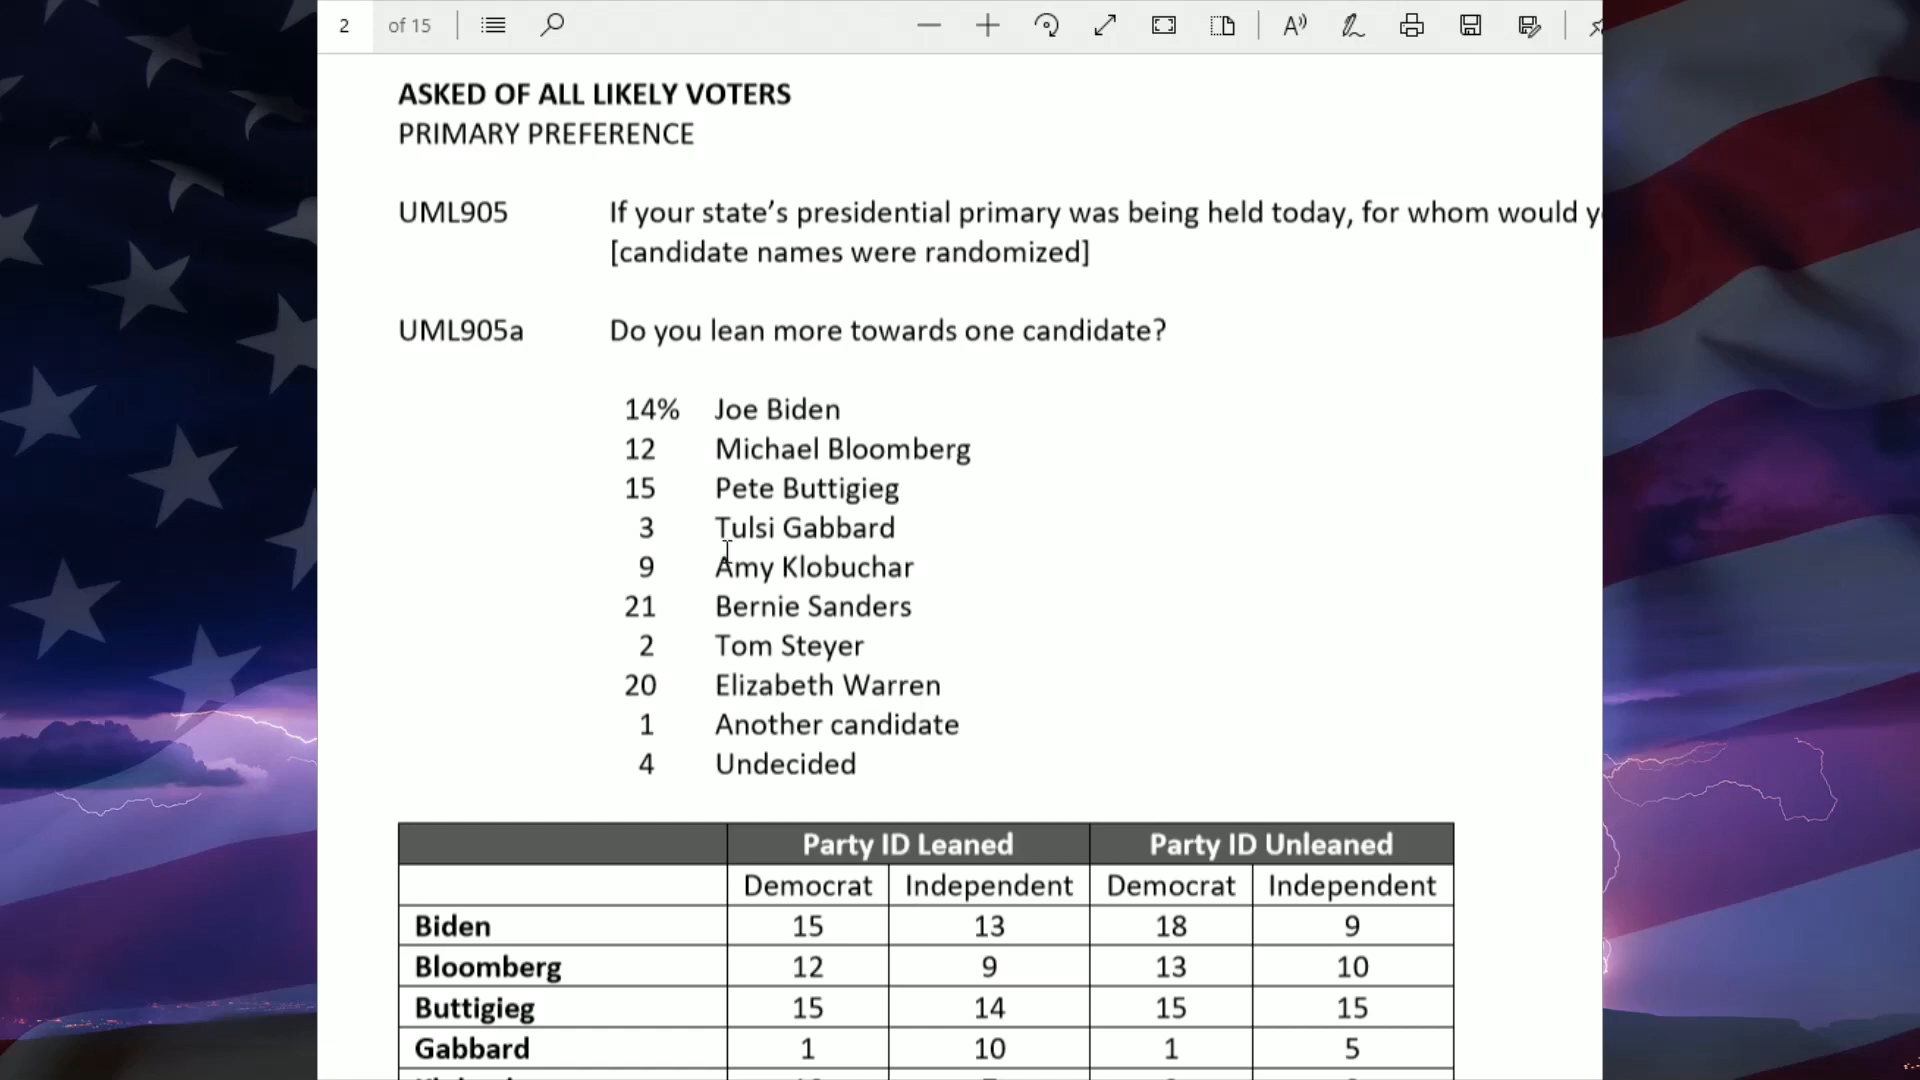 2 of 15
ASKED OF ALL LIKELY VOTERS
PRIMARY PREFERENCE
UML905 If your state’s presidential primary was being held today, for whom would
[candidate names were randomized]
UML905a Do you lean more towards one candidate?
14% Joe Biden
12 Michael Bloomberg
15 Pete Buttigieg
3 Tulsi Gabbard
9 Amy Klobuchar
21 Bernie Sanders
2 Tom Steyer
20 Elizabeth Warren
1 Another candidate
4 Undecided
Party ID Leaned Party ID Unleaned
Democrat Independent Democrat Independent
Biden 15 13 18 9
Bloomberg 12 9 13 10
Buttigieg 15 14 15 15
Gabbard 1 10 1 5